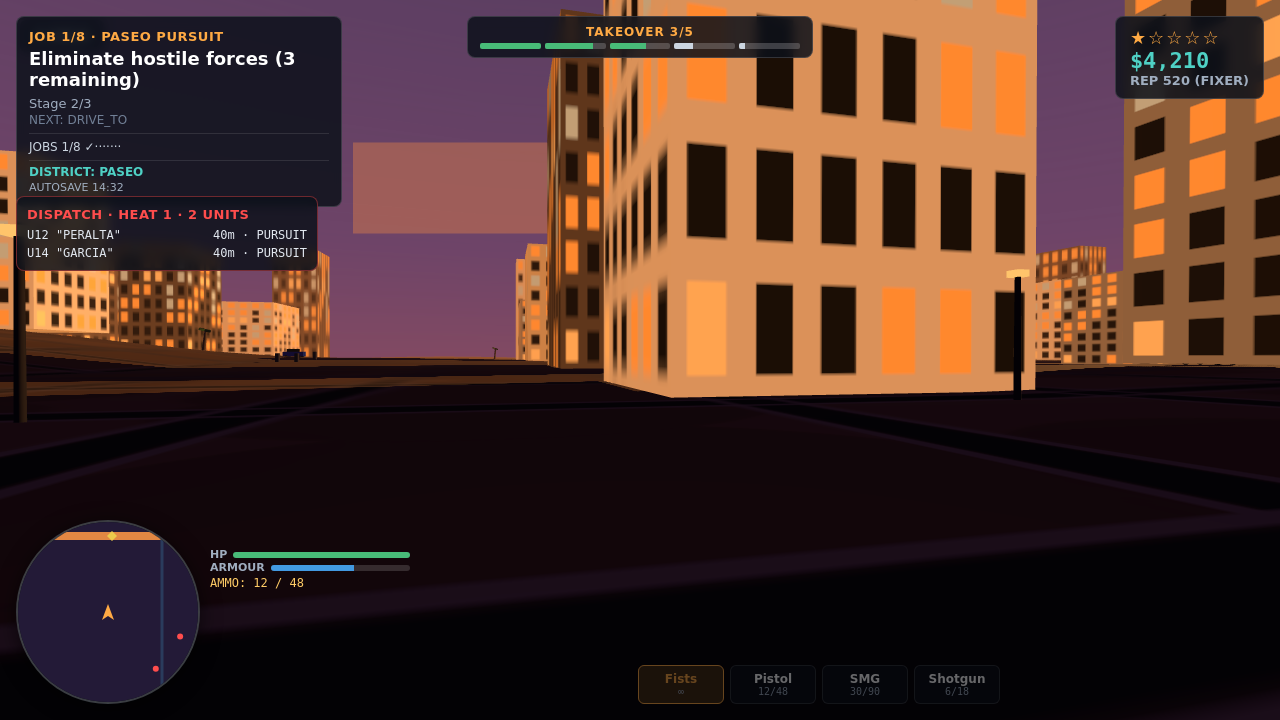 JOB 1/8 · PASEO PURSUIT
Eliminate hostile forces (3
remaining)
Stage 2/3
NEXT: DRIVE_TO
JOBS 1/8 ✓·······
DISTRICT: PASEO
AUTOSAVE 14:32
DISPATCH · HEAT 1 · 2 UNITS
U12 "PERALTA" 40m · PURSUIT
U14 "GARCIA" 40m · PURSUIT
TAKEOVER 3/5
★☆☆☆☆
$4,210
REP 520 (FIXER)
HP
ARMOUR
AMMO: 12 / 48
Fists
∞
Pistol
12/48
SMG
30/90
Shotgun
6/18